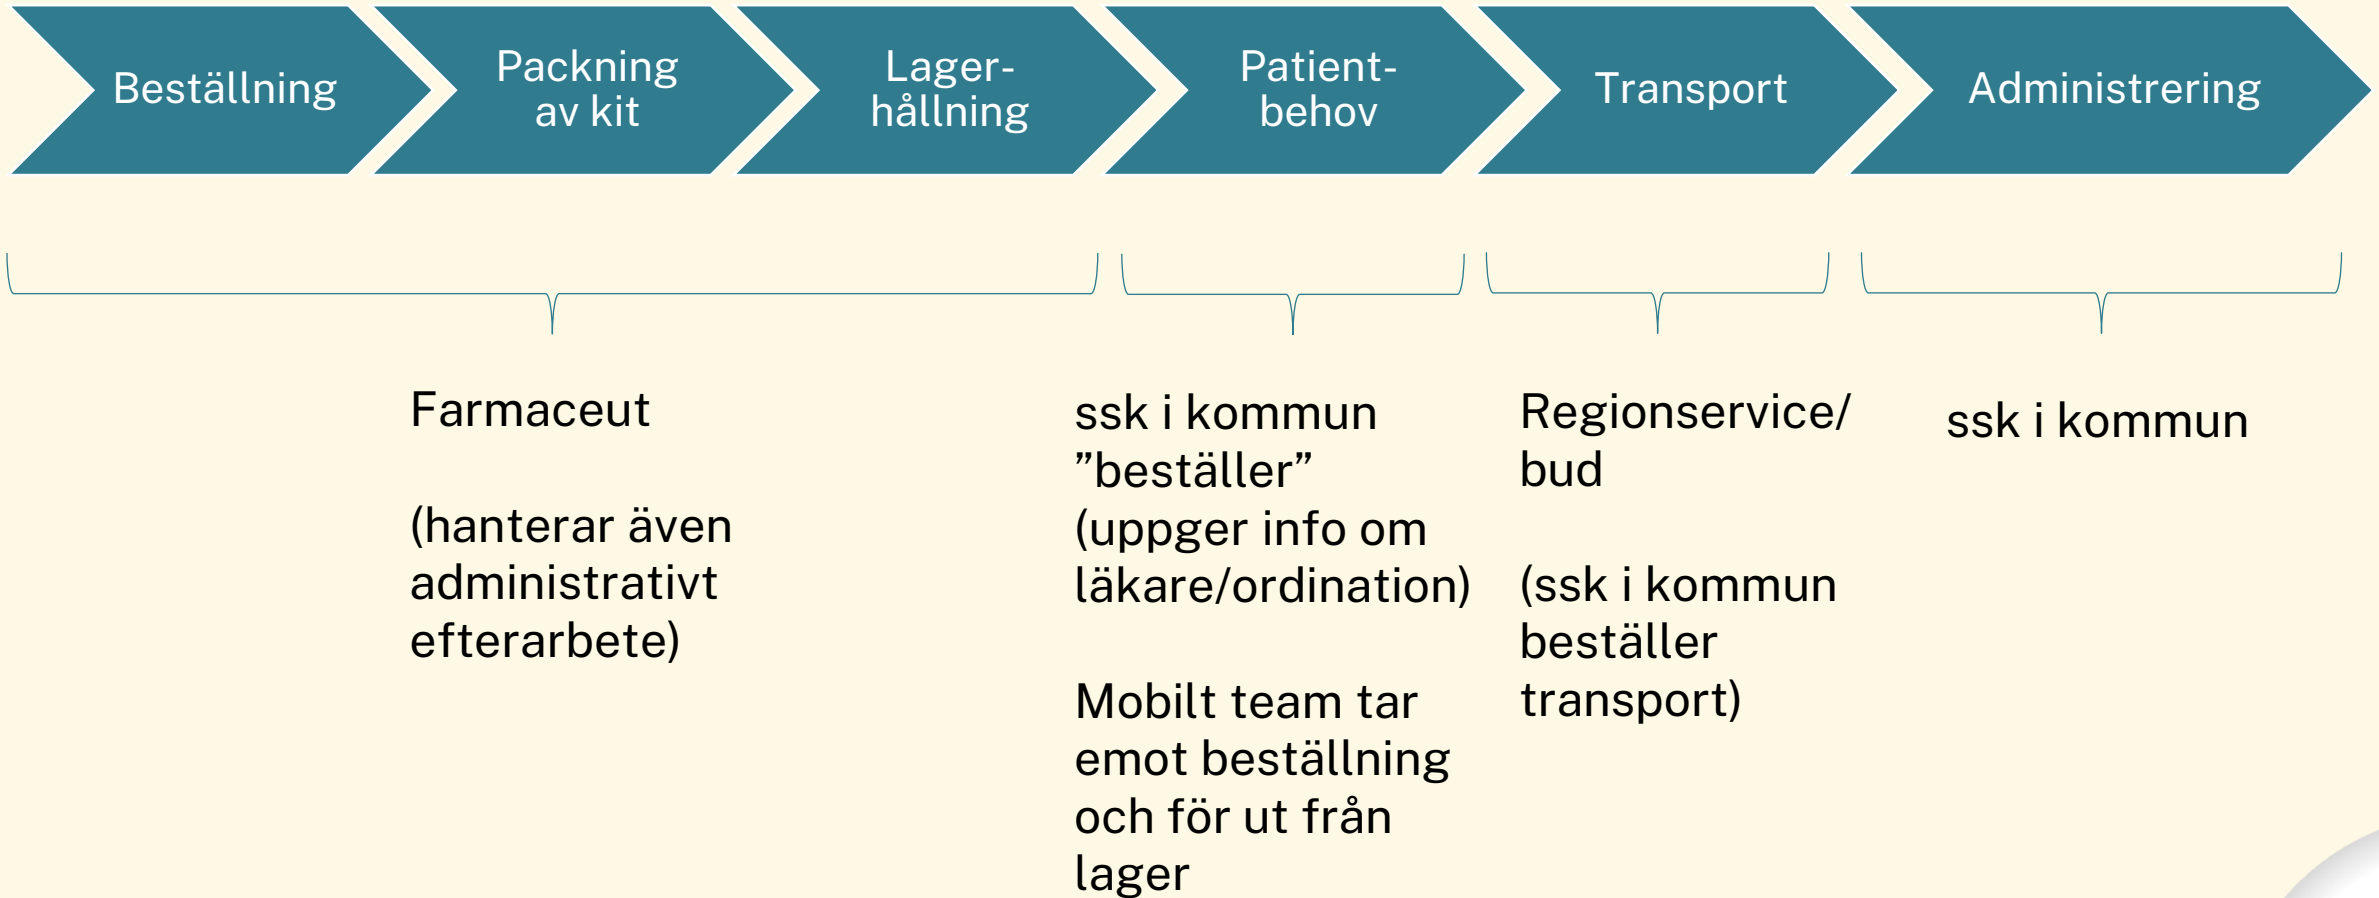 Beställning
Packning
av kit
Lager-
hållning
Patient-
behov
Transport
Administrering
Farmaceut
(hanterar även
administrativt
efterarbete)
ssk i kommun
”beställer”
(uppger info om
läkare/ordination)
Mobilt team tar
emot beställning
och för ut från
lager
Regionservice/
bud
(ssk i kommun
beställer
transport)
ssk i kommun